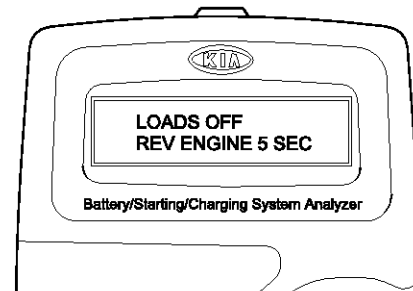 KIA
LOADS OFF
REV ENGINE 5 SEC
Battery/Starting/Charging System Analyzer